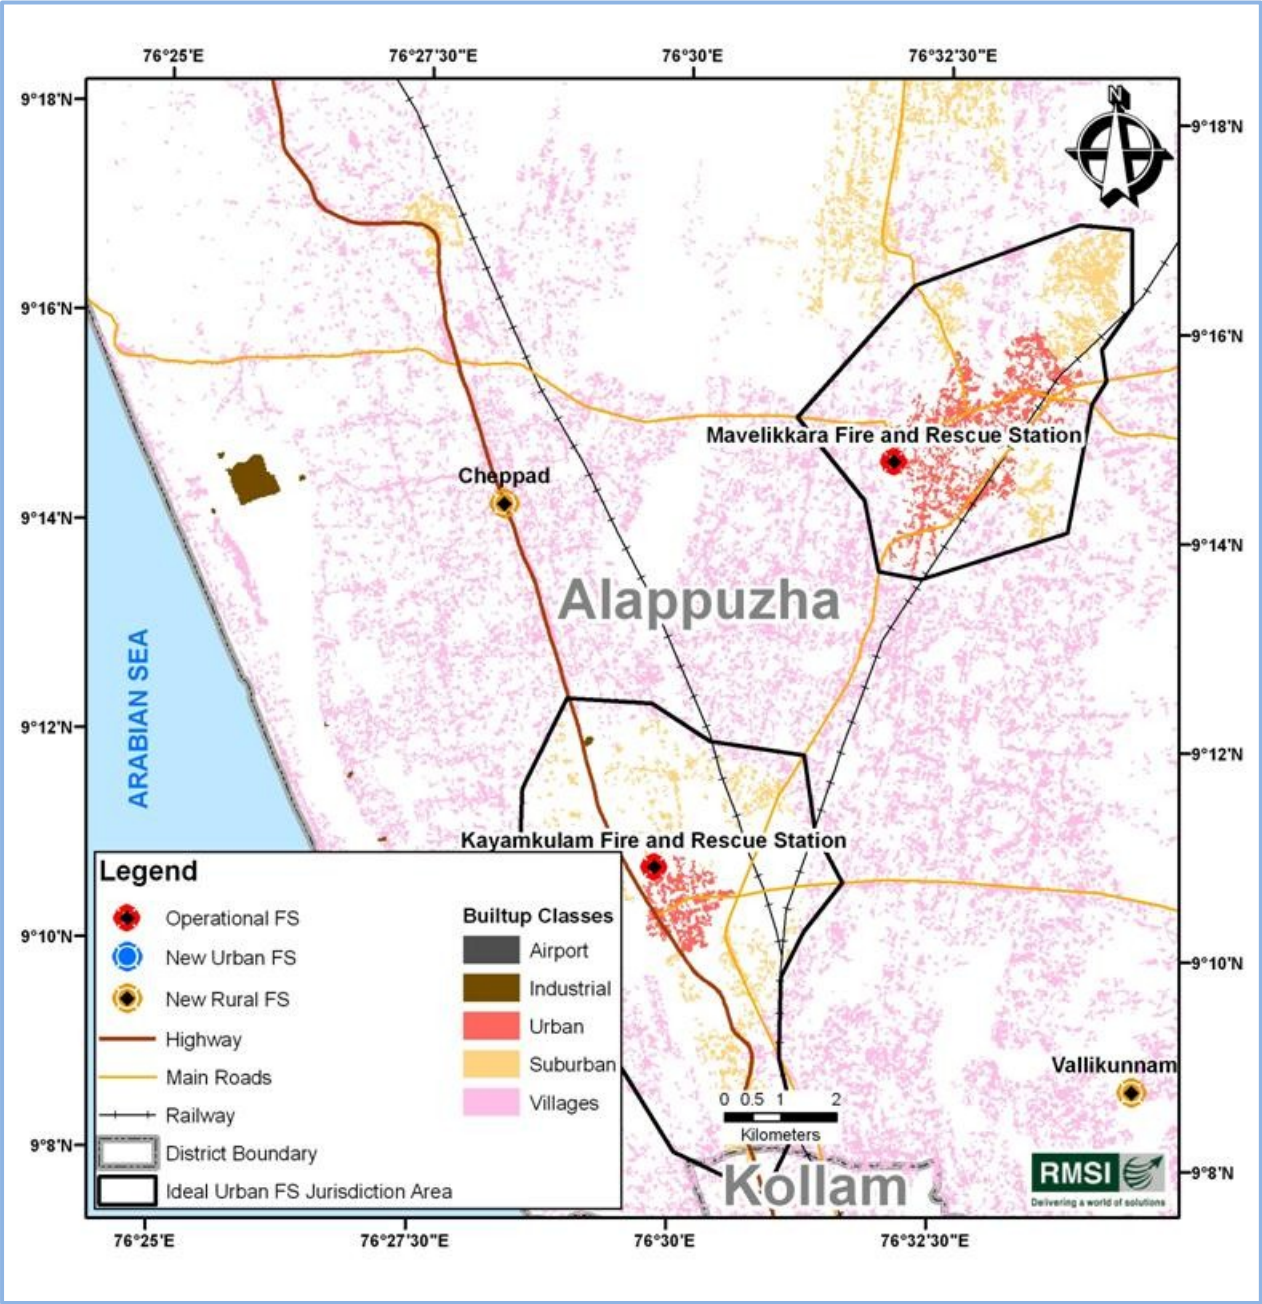 76°25'E 76°27'30"E 76°30'E 76°32'30"E
9°18'N
N
9°18'N
9°16'N
9°16'N
Mavelikkara Fire and Rescue Station
Cheppad
9°14'N
9°14'N
Alappuzha
ARABIAN SEA
9°12'N
9°12'N
Kayamkulam Fire and Rescue Station
Legend
Operational FS
New Urban FS
New Rural FS
Highway
Main Roads
Railway
District Boundary
Ideal Urban FS Jurisdiction Area
Builtup Classes
Airport
Industrial
Urban
Suburban
Villages
9°10'N
9°10'N
Vallikunnam
0 0.5 1 2
Kilometers
9°8'N
9°8'N
Kollam
RMSI
Delivering a world of solutions
76°25'E 76°27'30"E 76°30'E 76°32'30"E